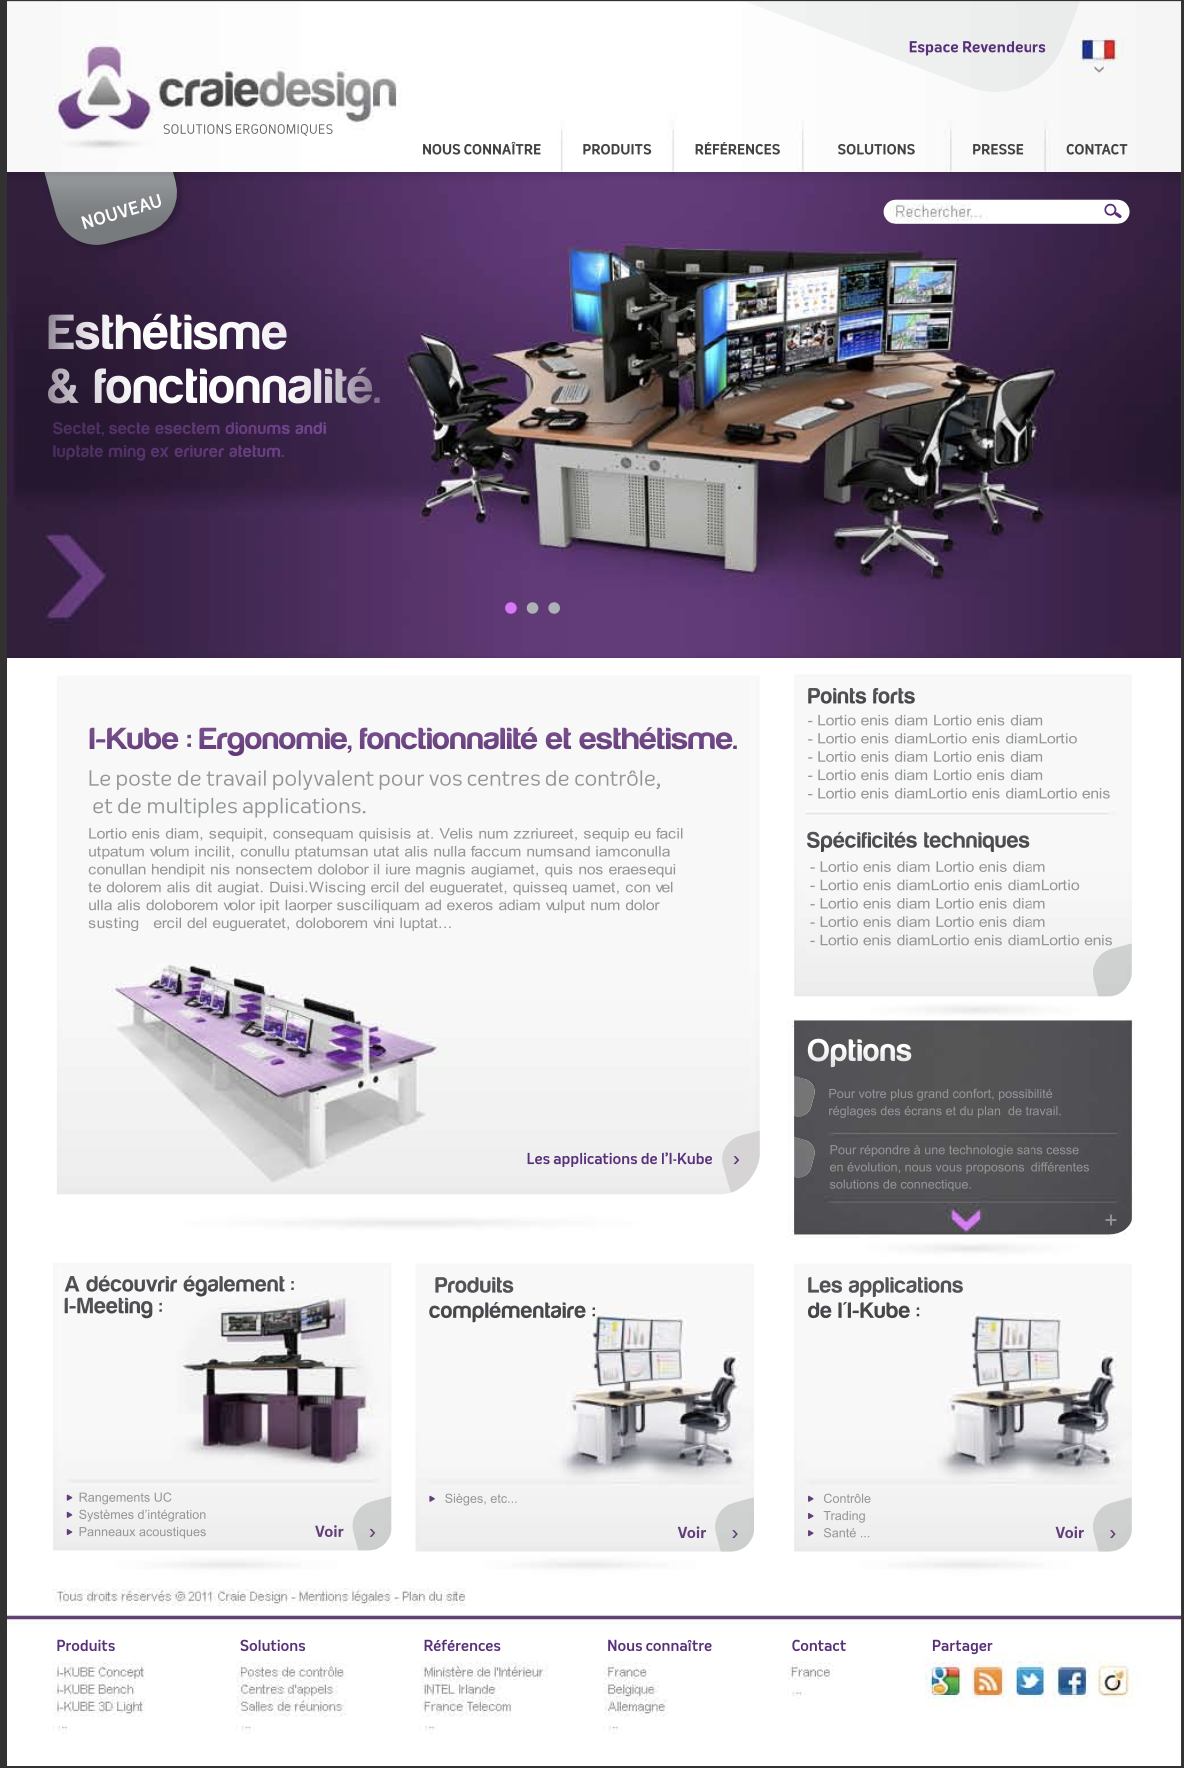 craiedesign
SOLUTIONS ERGONOMIQUES
Espace Revendeurs
NOUS CONNAÎTRE
PRODUITS
RÉFÉRENCES
SOLUTIONS
PRESSE
CONTACT
NOUVEAU
Rechercher...
Esthétisme
& fonctionnalité.
Sectet, secte esectem dionums andi
luptate ming ex eriurer atetum.
I-Kube : Ergonomie, fonctionnalité et esthétisme.
Le poste de travail polyvalent pour vos centres de contrôle,
et de multiples applications.
Lortio enis diam, sequipit, consequam quisisis at. Velis num zzriureet, sequip eu facil
utpatum volum incilit, conullu ptatumsan utat alis nulla faccum numsand iamconulla
conullan hendipit nis nonsectem dolobor il iure magnis augiamet, quis nos eraesequi
te dolorem alis dit augiat. Duisi.Wiscing ercil del eugueratet, quisseq uamet, con vel
ulla alis doloborem volor ipit laorper susciliquam ad exeros adiam vulput num dolor
susting ercil del eugueratet, doloborem vini luptat...
Les applications de l'I-Kube
Points forts
- Lortio enis diam Lortio enis diam
- Lortio enis diamLortio enis diamLortio
- Lortio enis diam Lortio enis diam
- Lortio enis diam Lortio enis diam
- Lortio enis diamLortio enis diamLortio enis
Spécificités techniques
- Lortio enis diam Lortio enis diam
- Lortio enis diamLortio enis diamLortio
- Lortio enis diam Lortio enis diam
- Lortio enis diam Lortio enis diam
- Lortio enis diamLortio enis diamLortio enis
Options
Pour votre plus grand confort, possibilité
réglages des écrans et du plan de travail.
Pour répondre à une technologie sans cesse
en évolution, nous vous proposons différentes
solutions de connectique.
+
A découvrir également :
I-Meeting :
Rangements UC
Systèmes d'intégration
Panneaux acoustiques
Voir
Produits
complémentaire :
Sièges, etc...
Voir
Les applications
de l'I-Kube :
Contrôle
Trading
Santé ...
Voir
Tous droits réservés © 2011 Craie Design - Mentions légales - Plan du site
Produits
i-KUBE Concept
i-KUBE Bench
i-KUBE 3D Light
...
Solutions
Postes de contrôle
Centres d'appels
Salles de réunions
...
Références
Ministère de l'Intérieur
INTEL Irlande
France Telecom
...
Nous connaître
France
Belgique
Allemagne
...
Contact
France
...
Partager